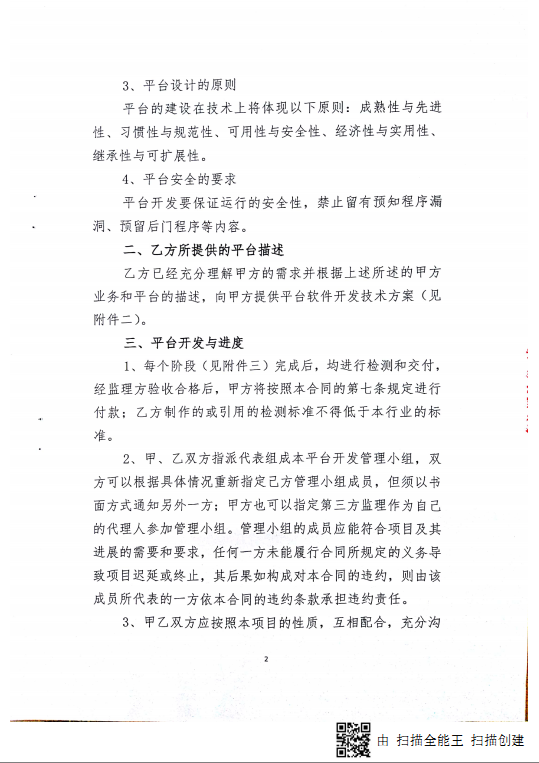 3、平台设计的原则
平台的建设在技术上将体现以下原则：成熟性与先进
性、习惯性与规范性、可用性与安全性、经济性与实用性、
继承性与可扩展性。
4、平台安全的要求
平台开发要保证运行的安全性，禁止留有预知程序漏
洞、预留后门程序等内容。
二、乙方所提供的平台描述
乙方已经充分理解甲方的需求并根据上述所述的甲方
业务和平台的描述，向甲方提供平台软件开发技术方案（见
附件二）。
三、平台开发与进度
1、每个阶段（见附件三）完成后，均进行检测和交付，
经监理方验收合格后，甲方将按照本合同的第七条规定进行
付款；乙方制作的或引用的检测标准不得低于本行业的标
准。
2、甲、乙双方指派代表组成本平台开发管理小组，双
方可以根据具体情况重新指定己方管理小组成员，但须以书
面方式通知另外一方；甲方也可以指定第三方监理作为自己
的代理人参加管理小组。管理小组的成员应能符合项目及其
进展的需要和要求，任何一方未能履行合同所规定的义务导
致项目迟延或终止，其后果如构成对本合同的违约，则由该
成员所代表的一方依本合同的违约条款承担违约责任。
3、甲乙双方应按照本项目的性质，互相配合，充分沟
2
由 扫描全能王 扫描创建